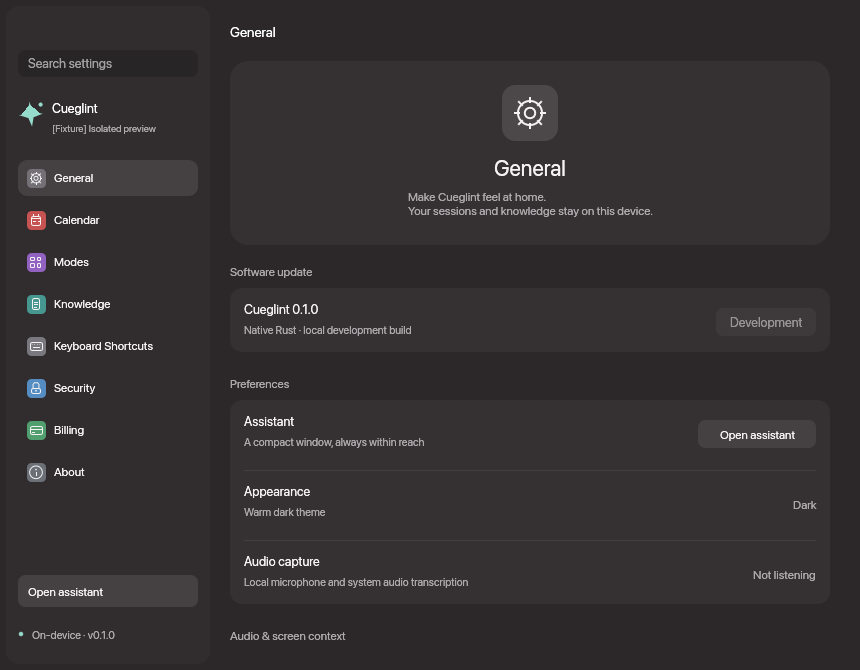 Search settings
Cueglint
[Fixture] Isolated preview
General
Calendar
Modes
Knowledge
Keyboard Shortcuts
Security
Billing
About
Open assistant
On-device · v0.1.0
General
General
Make Cueglint feel at home.
Your sessions and knowledge stay on this device.
Software update
Cueglint 0.1.0
Native Rust · local development build
Development
Preferences
Assistant
A compact window, always within reach
Open assistant
Appearance
Warm dark theme
Dark
Audio capture
Local microphone and system audio transcription
Not listening
Audio & screen context